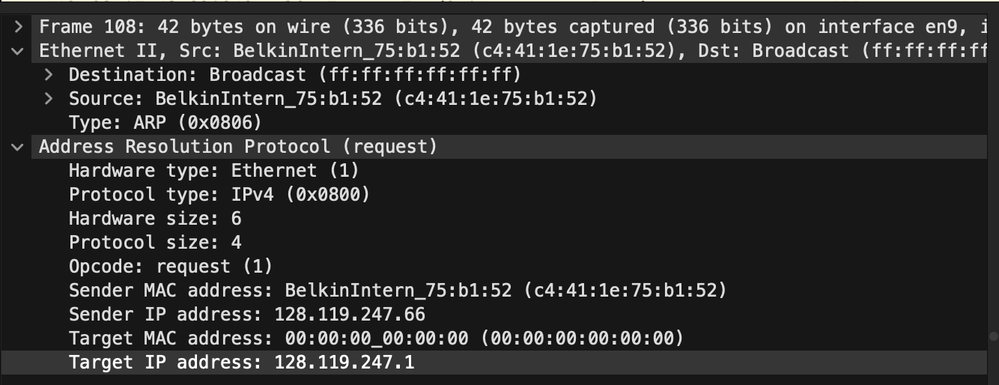 Frame 108: 42 bytes on wire (336 bits), 42 bytes captured (336 bits) on interface en9,
Ethernet II, Src: BelkinIntern_75:b1:52 (c4:41:1e:75:b1:52), Dst: Broadcast (ff:ff:ff:ff
Destination: Broadcast (ff:ff:ff:ff:ff:ff)
Source: BelkinIntern_75:b1:52 (c4:41:1e:75:b1:52)
Type: ARP (0x0806)
Address Resolution Protocol (request)
Hardware type: Ethernet (1)
Protocol type: IPv4 (0x0800)
Hardware size: 6
Protocol size: 4
Opcode: request (1)
Sender MAC address: BelkinIntern_75:b1:52 (c4:41:1e:75:b1:52)
Sender IP address: 128.119.247.66
Target MAC address: 00:00:00_00:00:00 (00:00:00:00:00:00)
Target IP address: 128.119.247.1